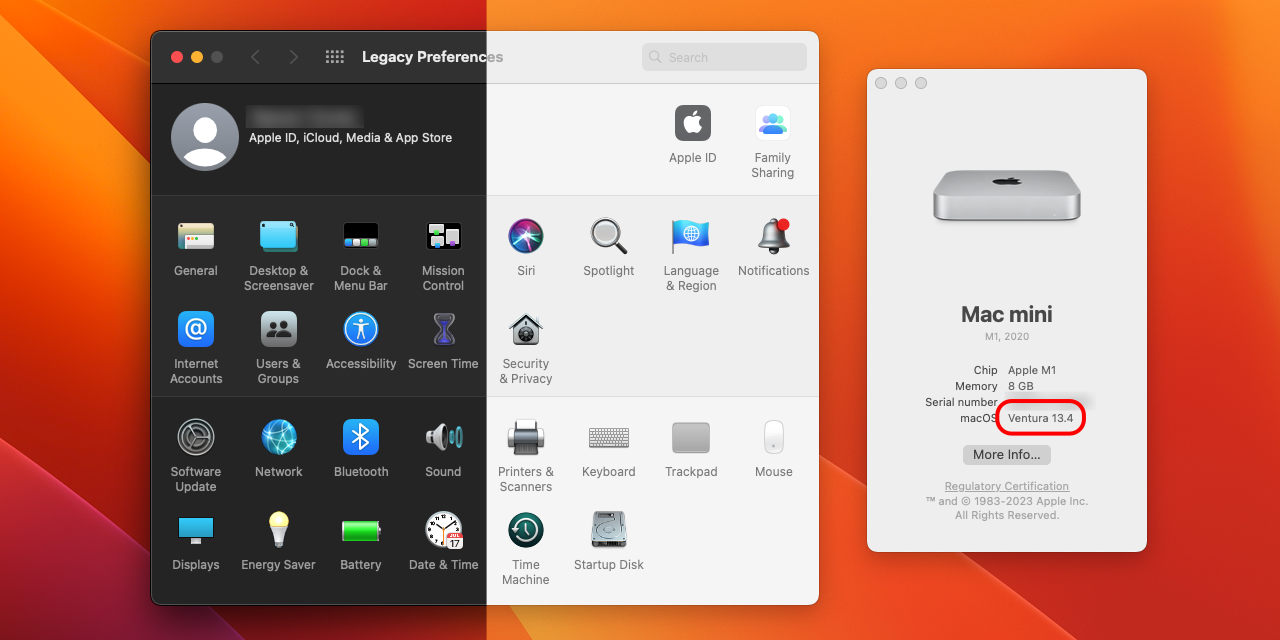 Legacy Preferences
Search
Apple ID, iCloud, Media & App Store
Apple ID
Family
Sharing
General
Desktop &
Screensaver
Dock &
Menu Bar
Mission
Control
Siri
Spotlight
Language
& Region
Notifications
Internet
Accounts
Users &
Groups
Accessibility
Screen Time
Security
& Privacy
Software
Update
Network
Bluetooth
Sound
Printers &
Scanners
Keyboard
Trackpad
Mouse
Displays
Energy Saver
Battery
JUL
17
Date & Time
Time
Machine
Startup Disk
Mac mini
M1, 2020
Chip Apple M1
Memory 8 GB
Serial number
macOS Ventura 13.4
More Info...
Regulatory Certification
™ and © 1983-2023 Apple Inc.
All Rights Reserved.